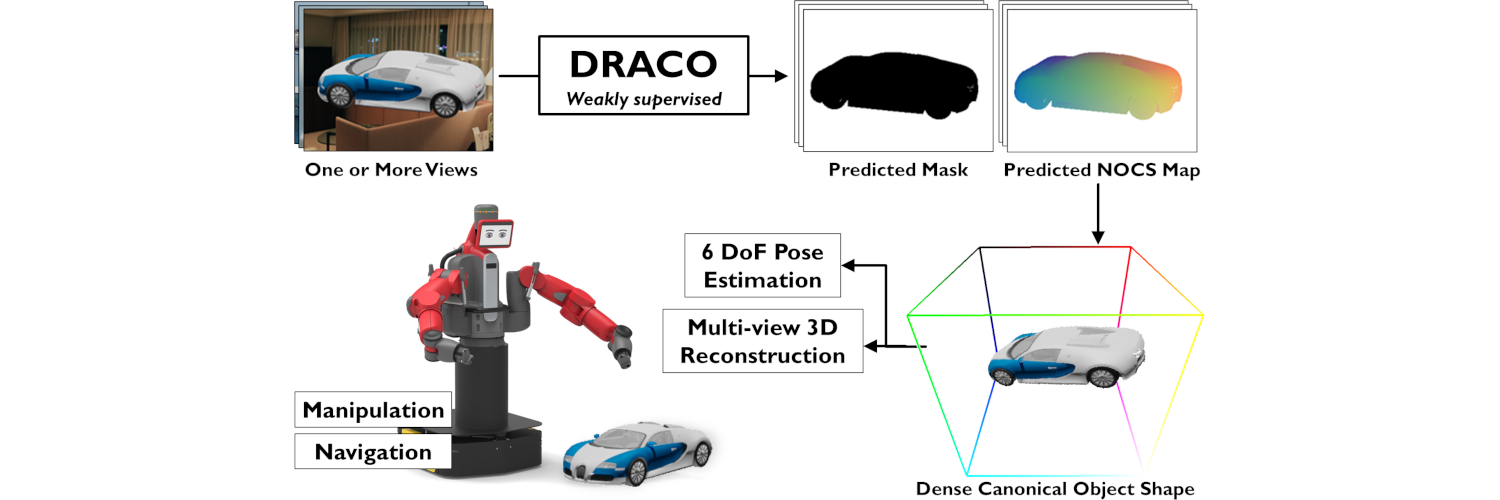 DRACO
Weakly supervised
One or More Views
Predicted Mask
Predicted NOCS Map
6 DoF Pose
Estimation
Multi-view 3D
Reconstruction
Manipulation
Navigation
Dense Canonical Object Shape